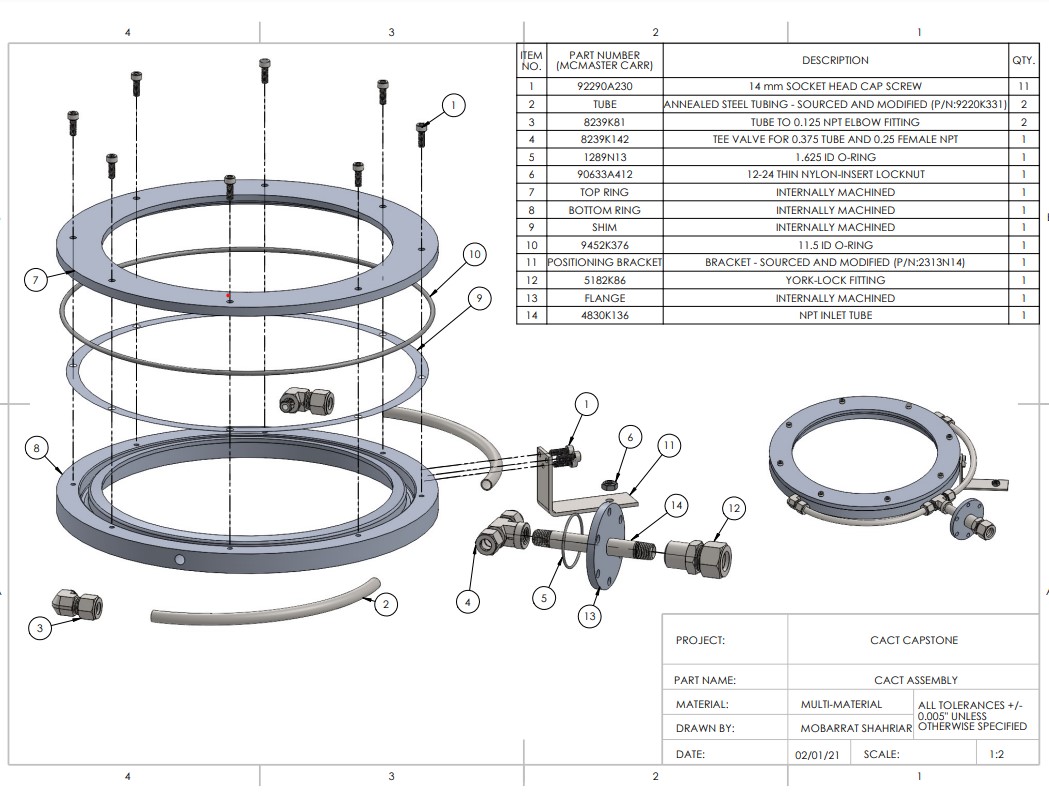 4 3 2 1
ITEM NO. PART NUMBER (MCMASTER CARR) DESCRIPTION QTY.
1 92290A230 14 mm SOCKET HEAD CAP SCREW 11
2 TUBE ANNEALED STEEL TUBING - SOURCED AND MODIFIED (P/N:9220K331) 2
3 8239K81 TUBE TO 0.125 NPT ELBOW FITTING 2
4 8239K142 TEE VALVE FOR 0.375 TUBE AND 0.25 FEMALE NPT 1
5 1289N13 1.625 ID O-RING 1
6 90633A412 12-24 THIN NYLON-INSERT LOCKNUT 1
7 TOP RING INTERNALLY MACHINED 1
8 BOTTOM RING INTERNALLY MACHINED 1
9 SHIM INTERNALLY MACHINED 1
10 9452K376 11.5 ID O-RING 1
11 POSITIONING BRACKET BRACKET - SOURCED AND MODIFIED (P/N:2313N14) 1
12 5182K86 YORK-LOCK FITTING 1
13 FLANGE INTERNALLY MACHINED 1
14 4830K136 NPT INLET TUBE 1
1
10
7
9
1
6
11
8
14
12
4
5
13
2
3
PROJECT: CACT CAPSTONE
PART NAME: CACT ASSEMBLY
MATERIAL: MULTI-MATERIAL
DRAWN BY: MOBARRAT SHAHRIAR
ALL TOLERANCES +/-
0.005" UNLESS
OTHERWISE SPECIFIED
DATE: 02/01/21 SCALE: 1:2
4 3 2 1